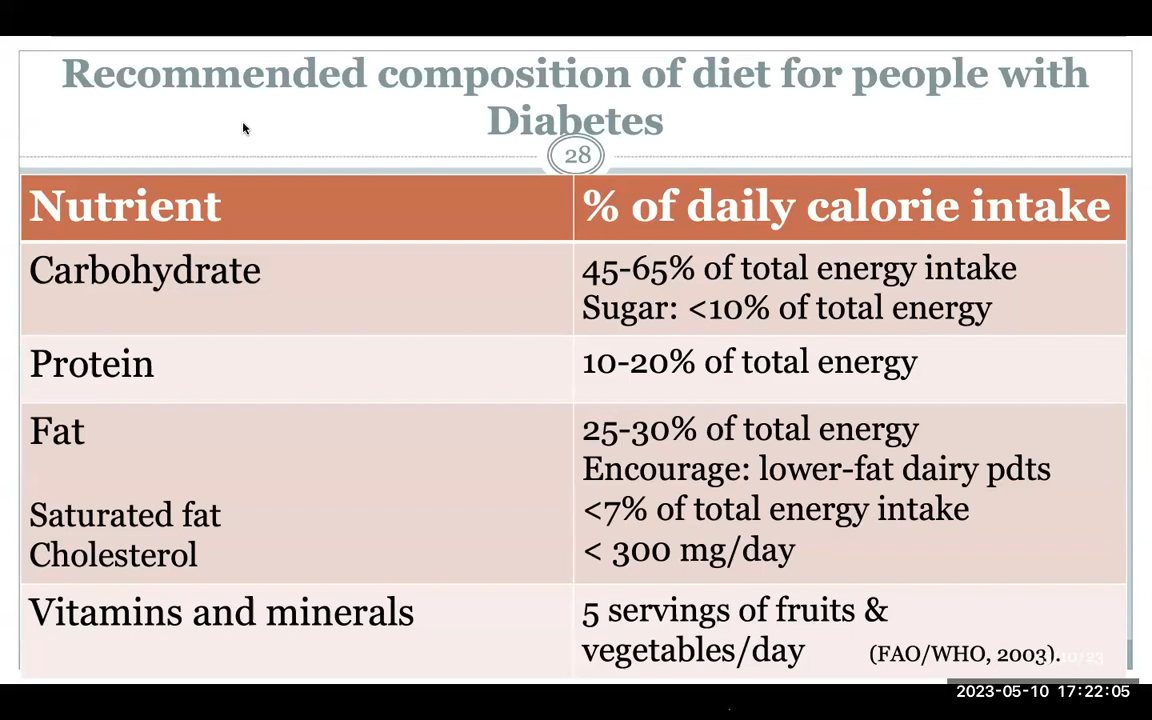 Recommended composition of diet for people with
Diabetes
28
Nutrient
% of daily calorie intake
Carbohydrate
45-65% of total energy intake
Sugar: <10% of total energy
Protein
10-20% of total energy
Fat
25-30% of total energy
Encourage: lower-fat dairy pdts
Saturated fat
<7% of total energy intake
Cholesterol
< 300 mg/day
Vitamins and minerals
5 servings of fruits &
vegetables/day (FAO/WHO, 2003).
2023-05-10 17:22:05